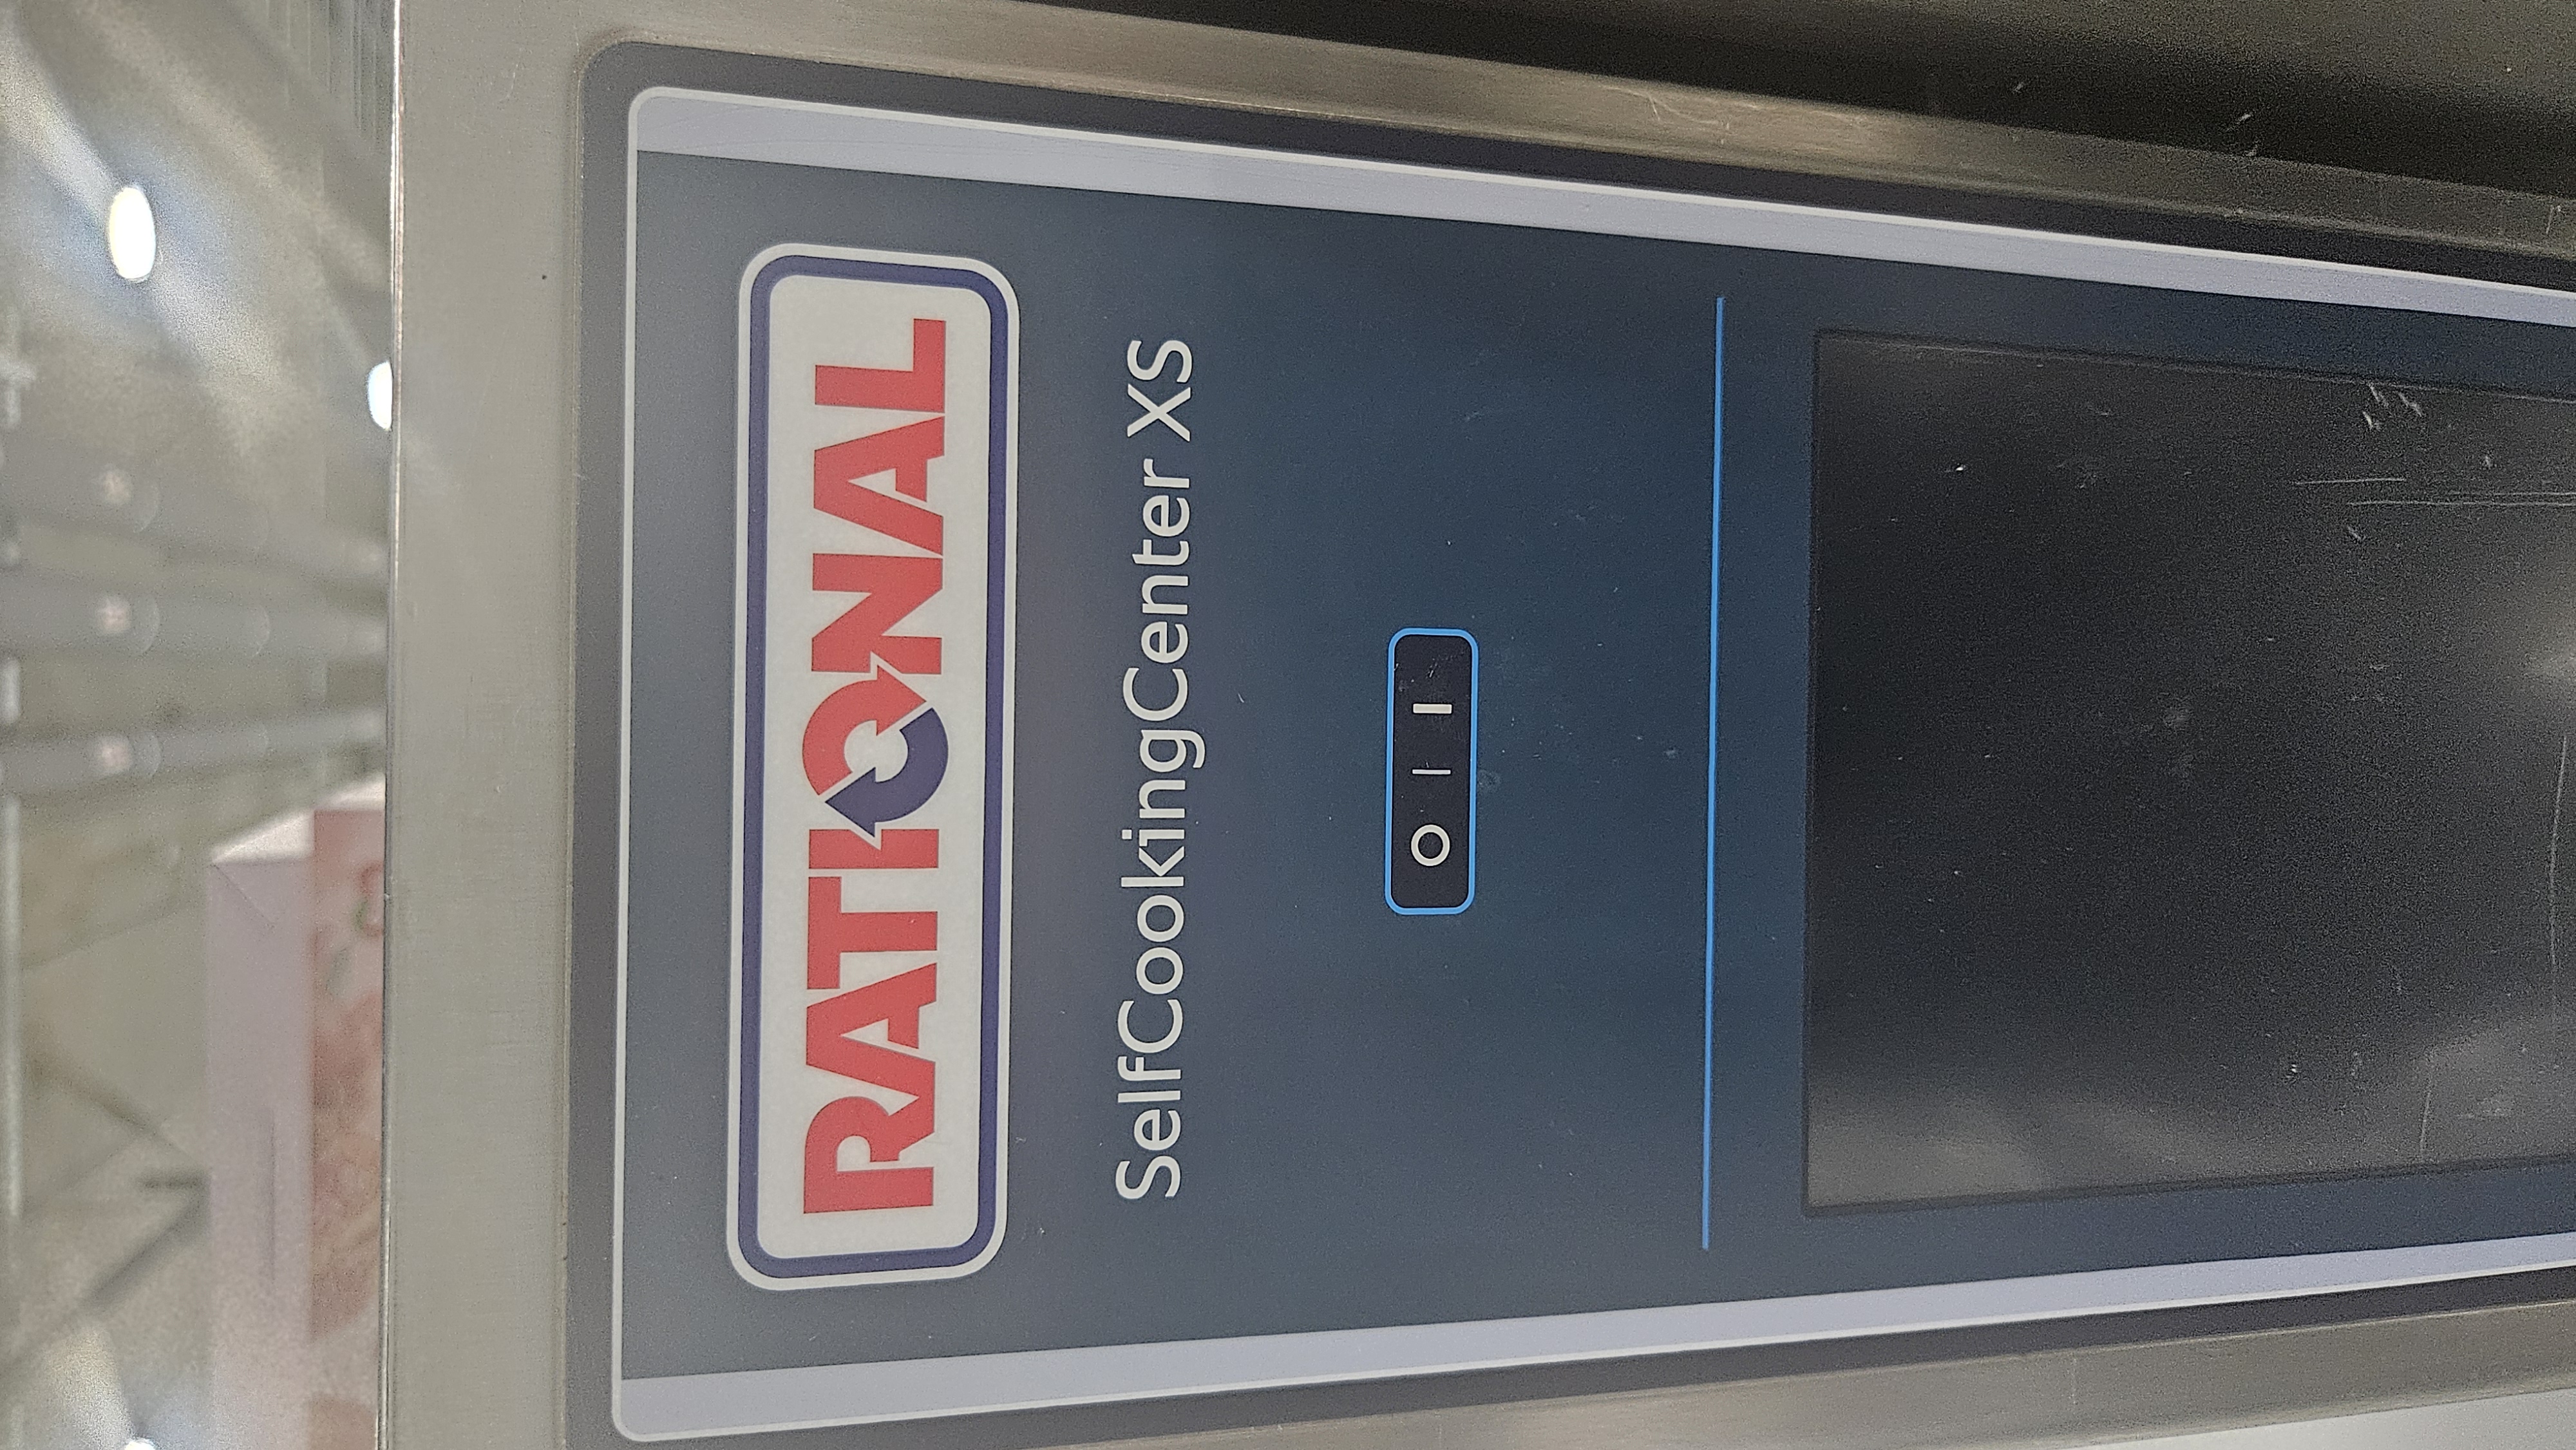 RATIONAL
SelfCookingCenter XS
O | I